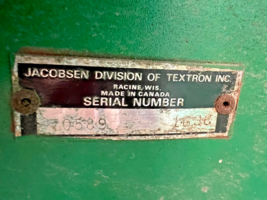 JACOBSEN DIVISION OF TEXTRON INC.
RACINE, WIS.
MADE IN CANADA
SERIAL NUMBER